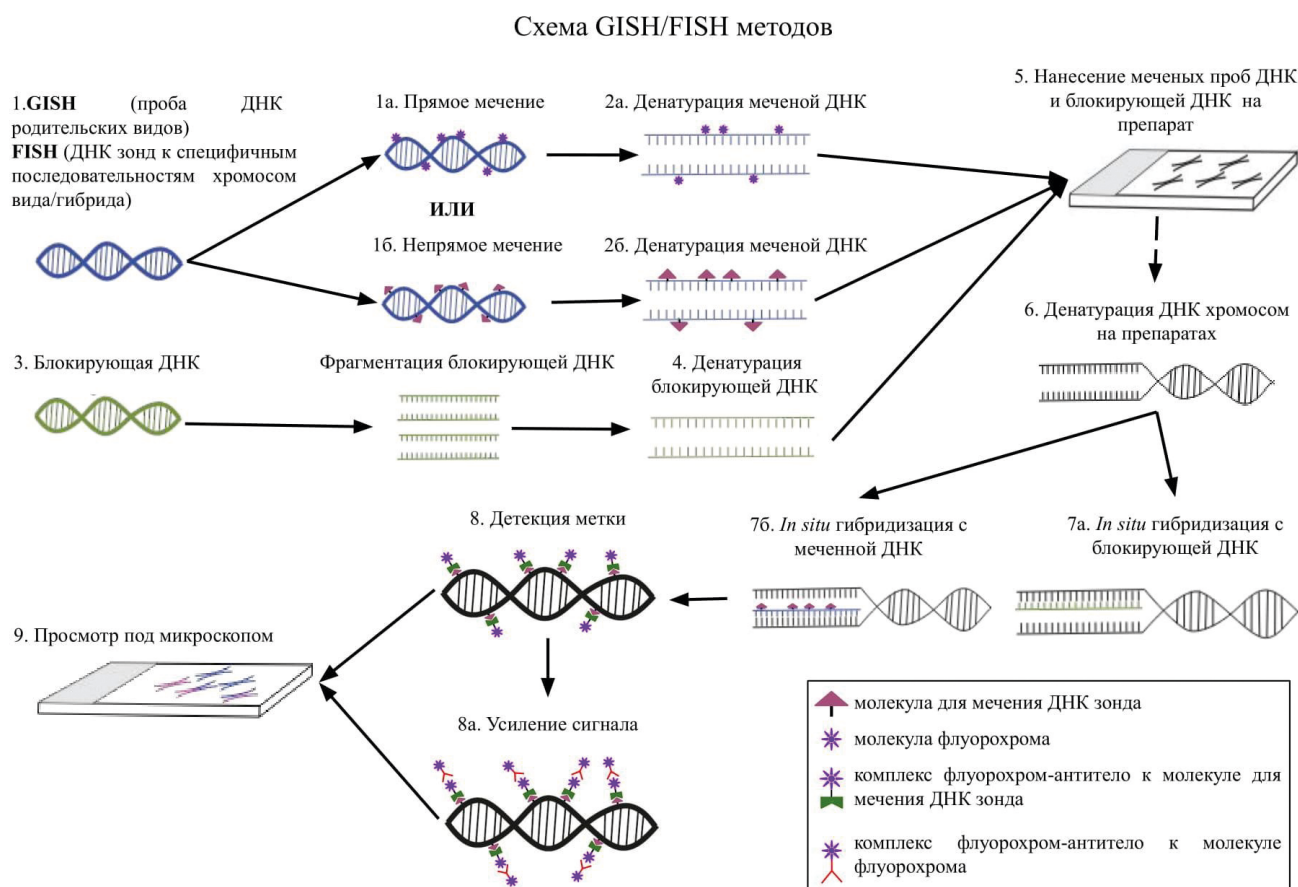 Схема GISH/FISH методов
1.GISH (проба ДНК
родительских видов)
FISH (ДНК зонд к специфичным
последовательностям хромосом
вида/гибрида)
1а. Прямое мечение
2а. Денатурация меченой ДНК
5. Нанесение меченых проб ДНК
и блокирующей ДНК на
препарат
ИЛИ
1б. Непрямое мечение
2б. Денатурация меченой ДНК
6. Денатурация ДНК хромосом
на препаратах
3. Блокирующая ДНК
Фрагментация блокирующей ДНК
4. Денатурация
блокирующей ДНК
8. Детекция метки
7б. In situ гибридизация с
меченной ДНК
7а. In situ гибридизация с
блокирующей ДНК
9. Просмотр под микроскопом
8а. Усиление сигнала
молекула для мечения ДНК зонда
молекула флуорохрома
комплекс флуорохром-антитело к молекуле для
мечения ДНК зонда
комплекс флуорохром-антитело к молекуле
флуорохрома